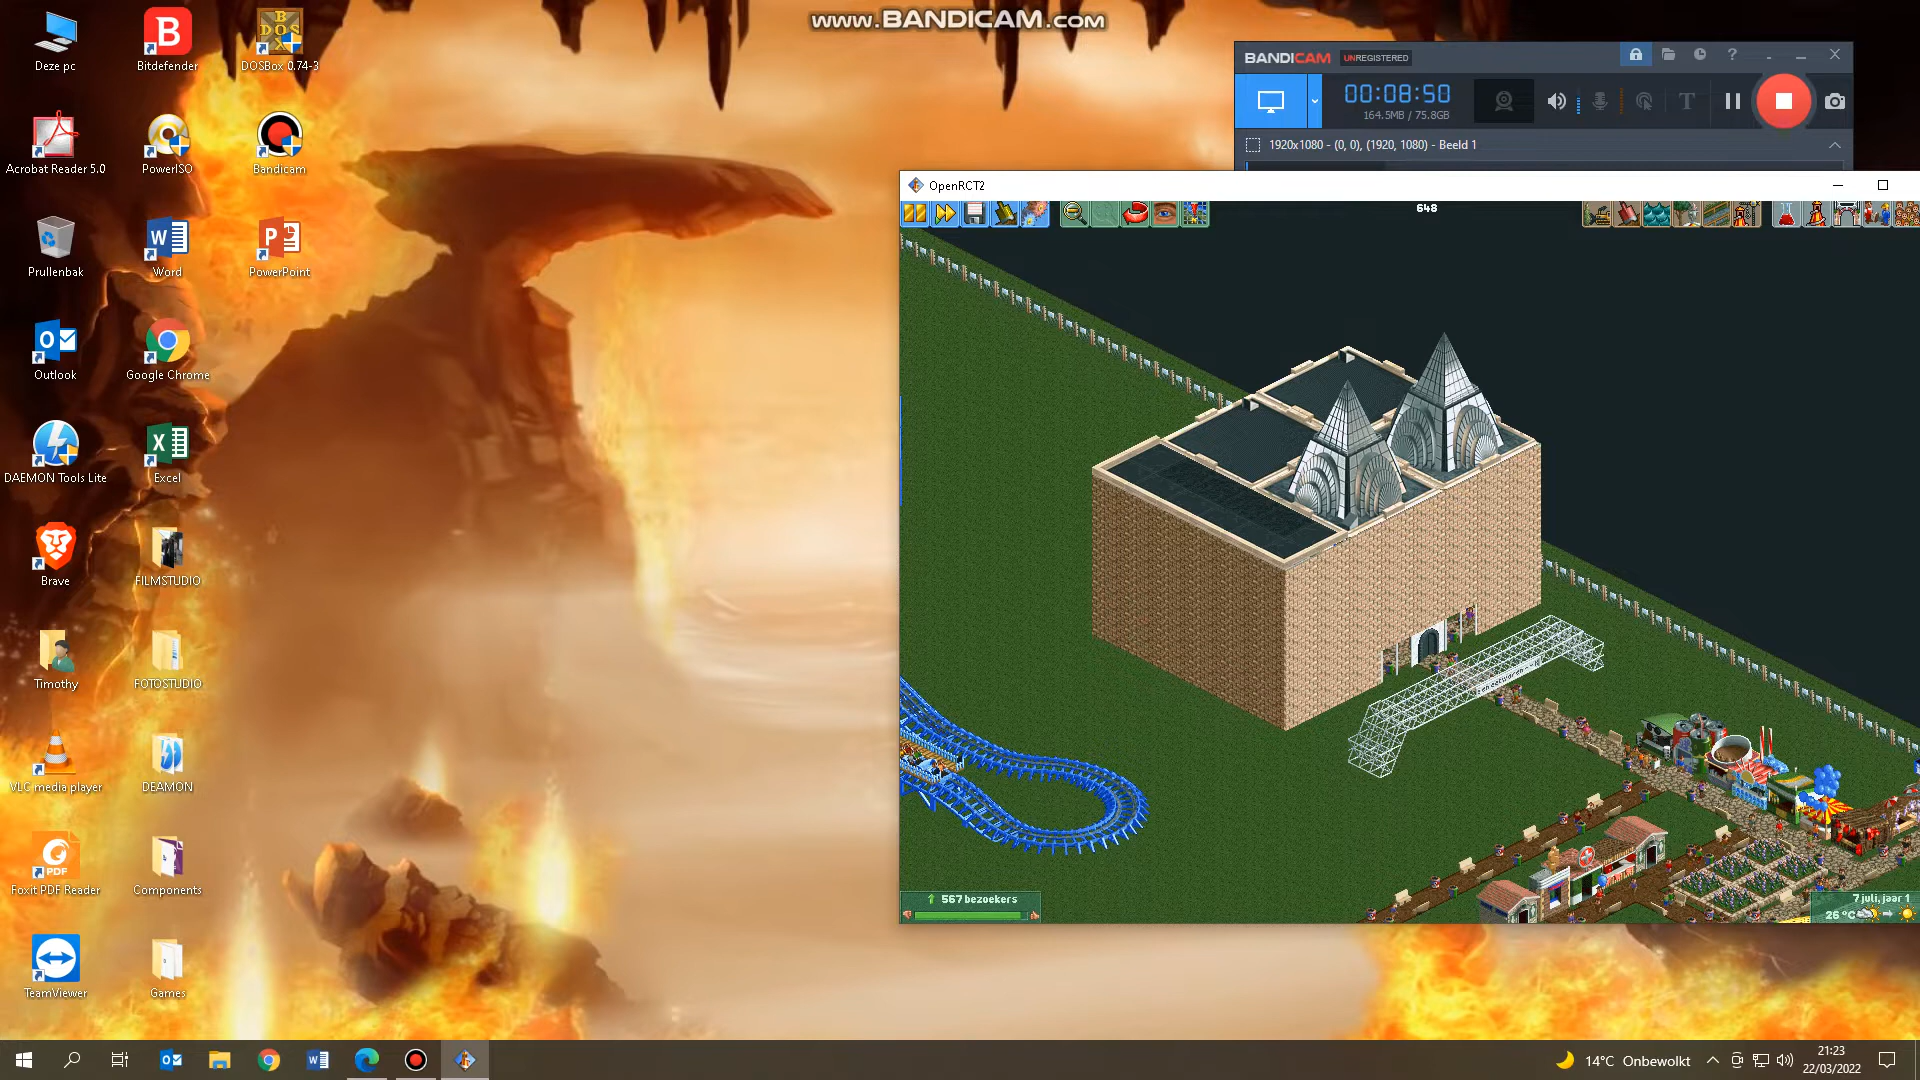 www.BANDICAM.com
Deze pc
Bitdefender
DOSBox 0.74-3
Acrobat Reader 5.0
PowerISO
Bandicam
Prullenbak
Word
PowerPoint
Outlook
Google Chrome
DAEMON Tools Lite
Excel
Brave
FILMSTUDIO
Timothy
FOTOSTUDIO
VLC media player
DEAMON
Foxit PDF Reader
Components
TeamViewer
Games
BANDICAM UNREGISTERED
00:08:50
164.5MB / 75.8GB
1920x1080 - (0, 0), (1920, 1080) - Beeld 1
OpenRCT2
648
567 bezoekers
7 juli, jaar 1
26 °C
14°C Onbewolkt
21:23
22/03/2022